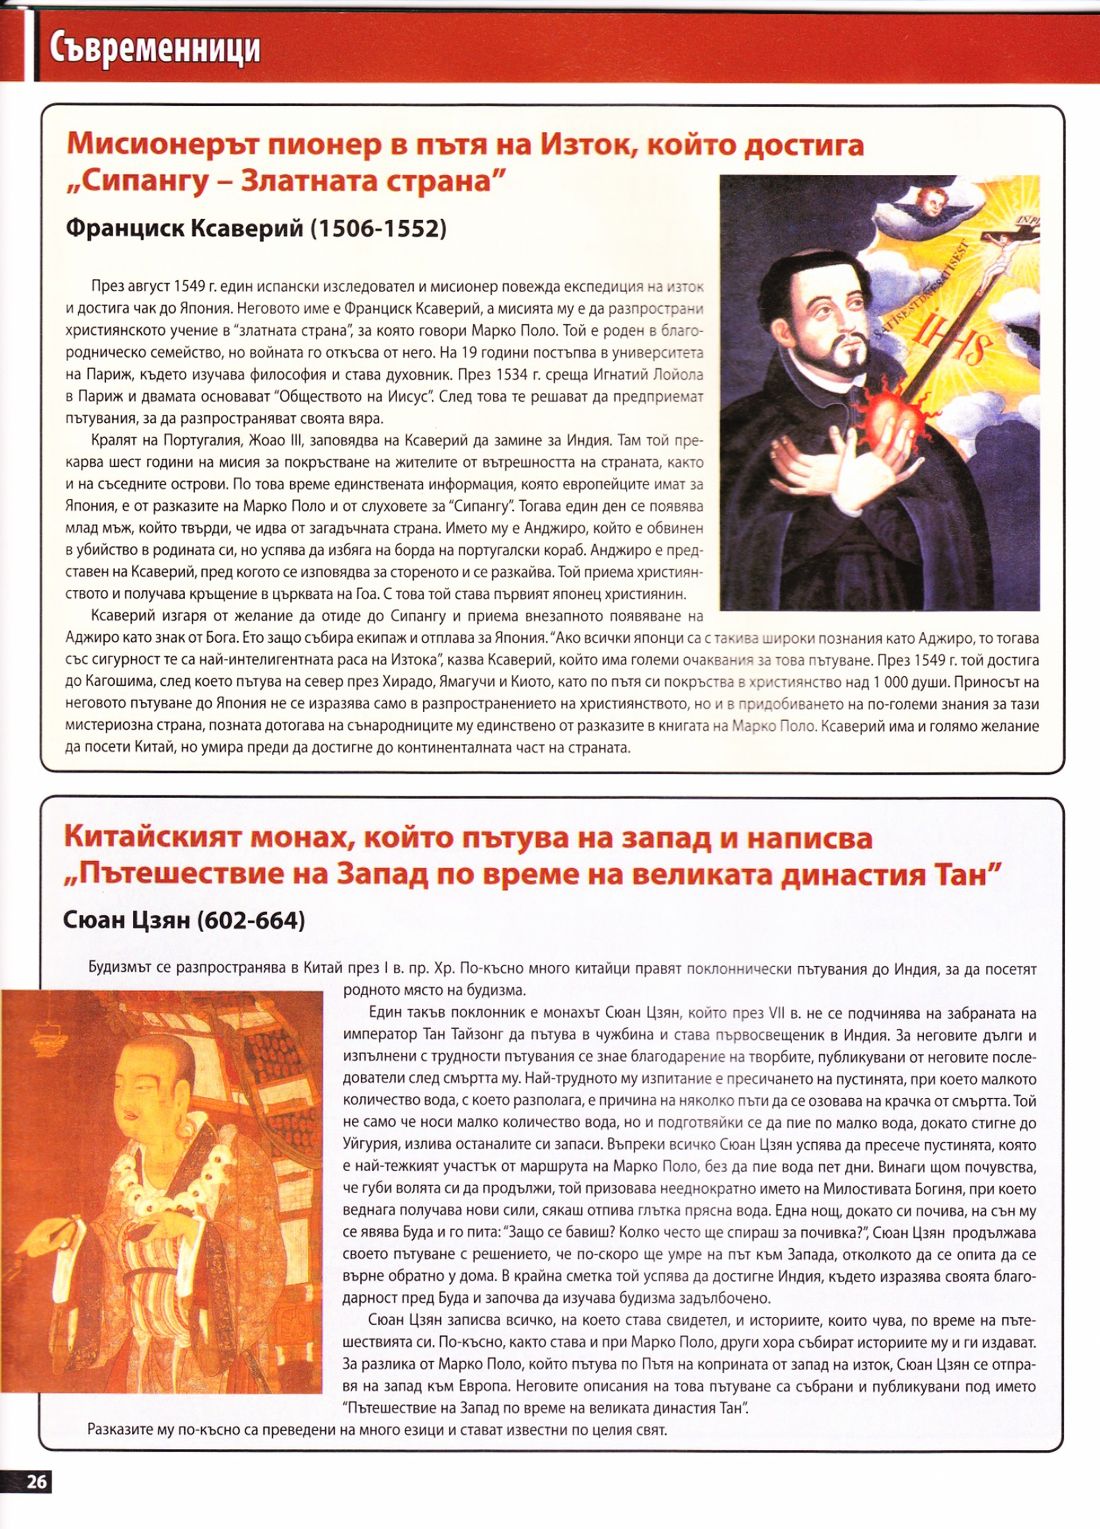 Съвременници
Мисионерът пионер в пътя на Изток, който достига
„Сипангу – Златната страна”
Франциск Ксаверий (1506-1552)
През август 1549 г. един испански изследовател и мисионер повежда експедиция на изток
и достига чак до Япония. Неговото име е Франциск Ксаверий, а мисията му е да разпространи
християнското учение в “златната страна”, за която говори Марко Поло. Той е роден в благо-
родническо семейство, но войната го откъсва от него. На 19 години постъпва в университета
на Париж, където изучава философия и става духовник. През 1534 г. среща Игнатий Лойола
в Париж и двамата основават “Обществото на Иисус”. След това те решават да предприемат
пътувания, за да разпространяват своята вяра.
Кралят на Португалия, Жоао III, заповядва на Ксаверий да замине за Индия. Там той пре-
карва шест години на мисия за покръстване на жителите от вътрешността на страната, както
и на съседните острови. По това време единствената информация, която европейците имат за
Япония, е от разказите на Марко Поло и от слуховете за “Сипангу”. Тогава един ден се появява
млад мъж, който твърди, че идва от загадъчната страна. Името му е Анджиро, който е обвинен
в убийство в родината си, но успява да избяга на борда на португалски кораб. Анджиро е пред-
ставен на Ксаверий, пред когото се изповядва за стореното и се разкайва. Той приема християн-
ството и получава кръщение в църквата на Гоа. С това той става първият японец християнин.
Ксаверий изгаря от желание да отиде до Сипангу и приема внезапното появяване на
Аджиро като знак от Бога. Ето защо събира екипаж и отплава за Япония. “Ако всички японци са с такива широки познания като Аджиро, то тогава
със сигурност те са най-интелигентната раса на Изтока”, казва Ксаверий, който има големи очаквания за това пътуване. През 1549 г. той достига
до Кагошима, след което пътува на север през Хирадо, Ямагучи и Киото, като по пътя си покръства в християнство над 1 000 души. Приносът на
неговото пътуване до Япония не се изразява само в разпространението на християнството, но и в придобиването на по-големи знания за тази
мистериозна страна, позната дотогава на сънародниците му единствено от разказите в книгата на Марко Поло. Ксаверий има и голямо желание
да посети Китай, но умира преди да достигне до континенталната част на страната.
IHS
Китайският монах, който пътува на запад и написва
„Пътешествие на Запад по време на великата династия Тан”
Сюан Цзян (602-664)
Будизмът се разпространява в Китай през I в. пр. Хр. По-късно много китайци правят поклоннически пътувания до Индия, за да посетят
родното място на будизма.
Един такъв поклонник е монахът Сюан Цзян, който през VII в. не се подчинява на забраната на
император Тан Тайзонг да пътува в чужбина и става първосвещеник в Индия. За неговите дълги и
изпълнени с трудности пътувания се знае благодарение на творбите, публикувани от неговите после-
дователи след смъртта му. Най-трудното му изпитание е пресичането на пустинята, при което малкото
количество вода, с което разполага, е причина на няколко пъти да се озовава на крачка от смъртта. Той
не само че носи малко количество вода, но и подготвяйки се да пие по малко вода, докато стигне до
Уйгурия, излива останалите си запаси. Въпреки всичко Сюан Цзян успява да пресече пустинята, която
е най-тежкият участък от маршрута на Марко Поло, без да пие вода пет дни. Винаги щом почувства,
че губи волята си да продължи, той призовава нееднократно името на Милостивата Богиня, при което
веднага получава нови сили, сякаш отпива глътка прясна вода. Една нощ, докато си почива, на сън му
се явява Буда и го пита: “Защо се бавиш? Колко често ще спираш за почивка?”, Сюан Цзян продължава
своето пътуване с решението, че по-скоро ще умре на път към Запада, отколкото да се опита да се
върне обратно у дома. В крайна сметка той успява да достигне Индия, където изразява своята благо-
дарност пред Буда и започва да изучава будизма задълбочено.
Сюан Цзян записва всичко, на което става свидетел, и историите, които чува, по време на пъте-
шествията си. По-късно, както става и при Марко Поло, други хора събират историите му и ги издават.
За разлика от Марко Поло, който пътува по Пътя на коприната от запад на изток, Сюан Цзян се отпра-
вя на запад към Европа. Неговите описания на това пътуване са събрани и публикувани под името
“Пътешествие на Запад по време на великата династия Тан”.
Разказите му по-късно са преведени на много езици и стават известни по целия свят.
26